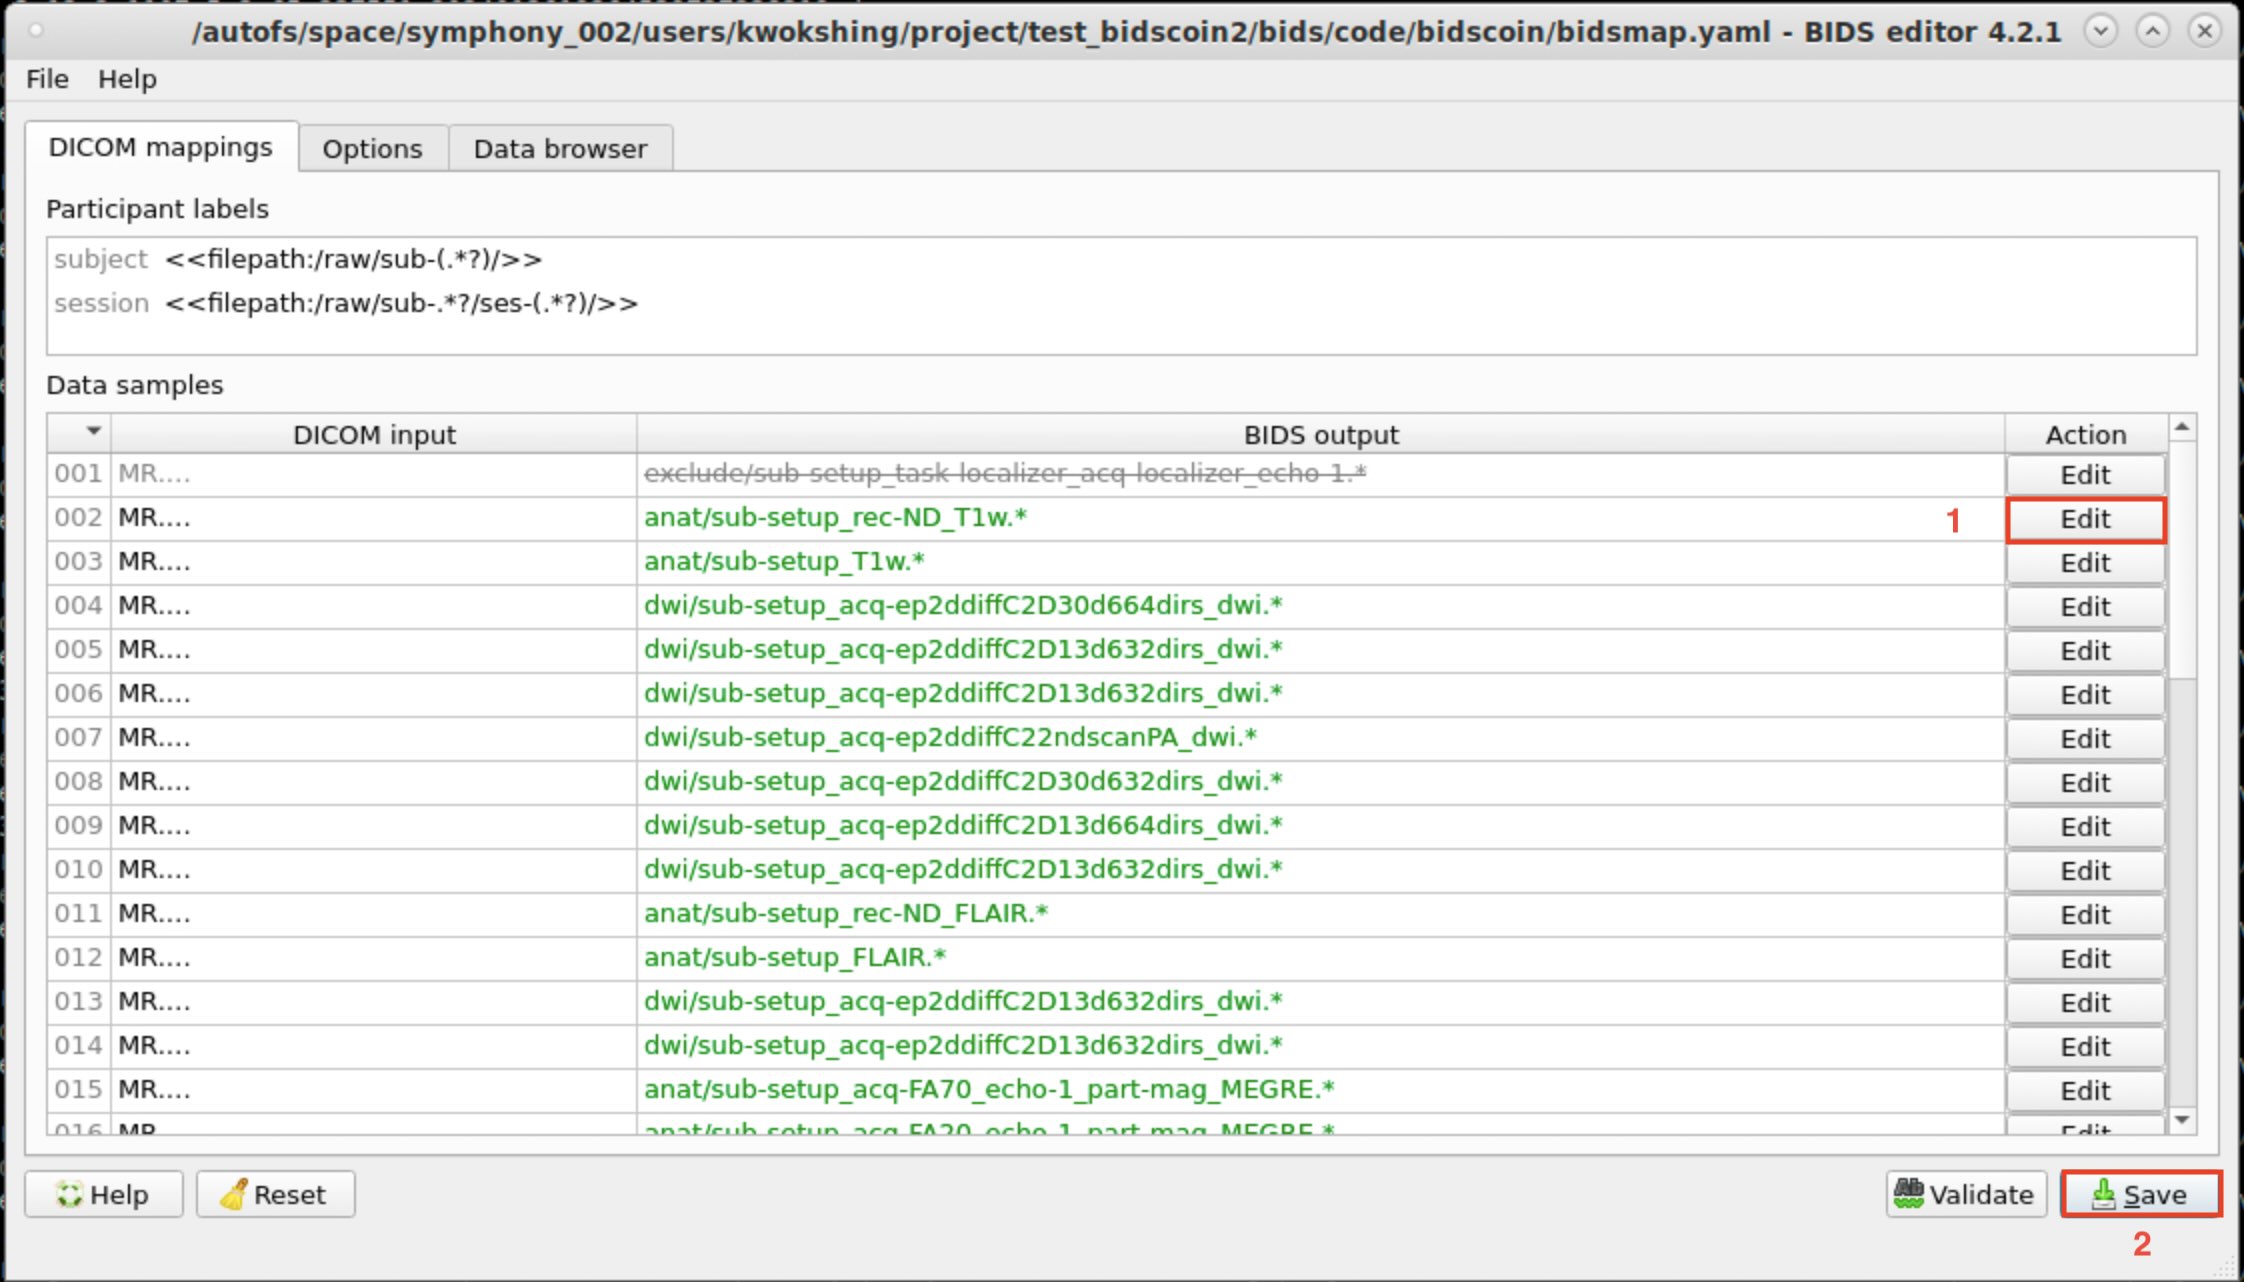 /autofs/space/symphony_002/users/kwokshing/project/test_bidscoin2/bids/code/bidscoin/bidsmap.yaml - BIDS editor 4.2.1
File Help
DICOM mappings Options Data browser
Participant labels
subject <<filepath:/raw/sub-(.*?)/>>
session <<filepath:/raw/sub-.*?/ses-(.*?)/>>
Data samples
DICOM input BIDS output Action
001 MR.... exclude/sub-setup_task-localizer_acq-localizer_echo-1.* Edit
002 MR.... anat/sub-setup_rec-ND_T1w.* 1 Edit
003 MR.... anat/sub-setup_T1w.* Edit
004 MR.... dwi/sub-setup_acq-ep2ddiffC2D30d664dirs_dwi.* Edit
005 MR.... dwi/sub-setup_acq-ep2ddiffC2D13d632dirs_dwi.* Edit
006 MR.... dwi/sub-setup_acq-ep2ddiffC2D13d632dirs_dwi.* Edit
007 MR.... dwi/sub-setup_acq-ep2ddiffC22ndscanPA_dwi.* Edit
008 MR.... dwi/sub-setup_acq-ep2ddiffC2D30d632dirs_dwi.* Edit
009 MR.... dwi/sub-setup_acq-ep2ddiffC2D13d664dirs_dwi.* Edit
010 MR.... dwi/sub-setup_acq-ep2ddiffC2D13d632dirs_dwi.* Edit
011 MR.... anat/sub-setup_rec-ND_FLAIR.* Edit
012 MR.... anat/sub-setup_FLAIR.* Edit
013 MR.... dwi/sub-setup_acq-ep2ddiffC2D13d632dirs_dwi.* Edit
014 MR.... dwi/sub-setup_acq-ep2ddiffC2D13d632dirs_dwi.* Edit
015 MR.... anat/sub-setup_acq-FA70_echo-1_part-mag_MEGRE.* Edit
016 MR.... anat/sub-setup_acq-FA20_echo-1_part-mag_MEGRE.* Edit
Help Reset Validate Save
2